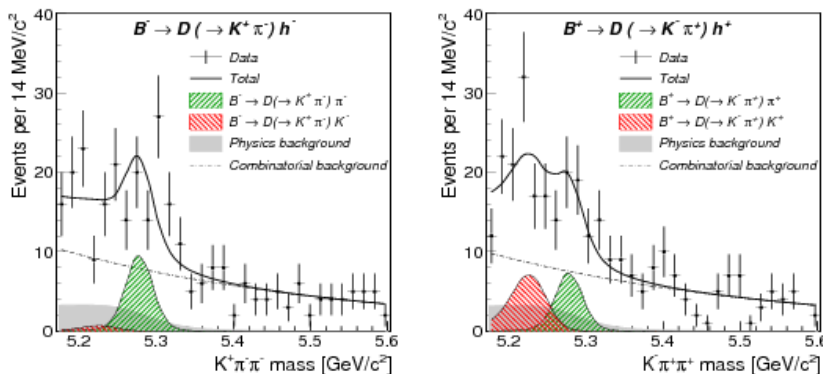 B⁻ → D (→ K⁺ π⁻) h⁻
Events per 14 MeV/c²
40
30
20
10
0
Data
Total
B⁻ → D(→ K⁺ π⁻) π⁻
B⁻ → D(→ K⁺ π⁻) K⁻
Physics background
Combinatorial background
5.2
5.3
5.4
5.5
5.6
K⁺π⁻π⁻ mass [GeV/c²]
B⁺ → D (→ K⁻ π⁺) h⁺
Events per 14 MeV/c²
40
30
20
10
0
Data
Total
B⁺ → D(→ K⁻ π⁺) π⁺
B⁺ → D(→ K⁻ π⁺) K⁺
Physics background
Combinatorial background
5.2
5.3
5.4
5.5
5.6
K⁻π⁺π⁺ mass [GeV/c²]